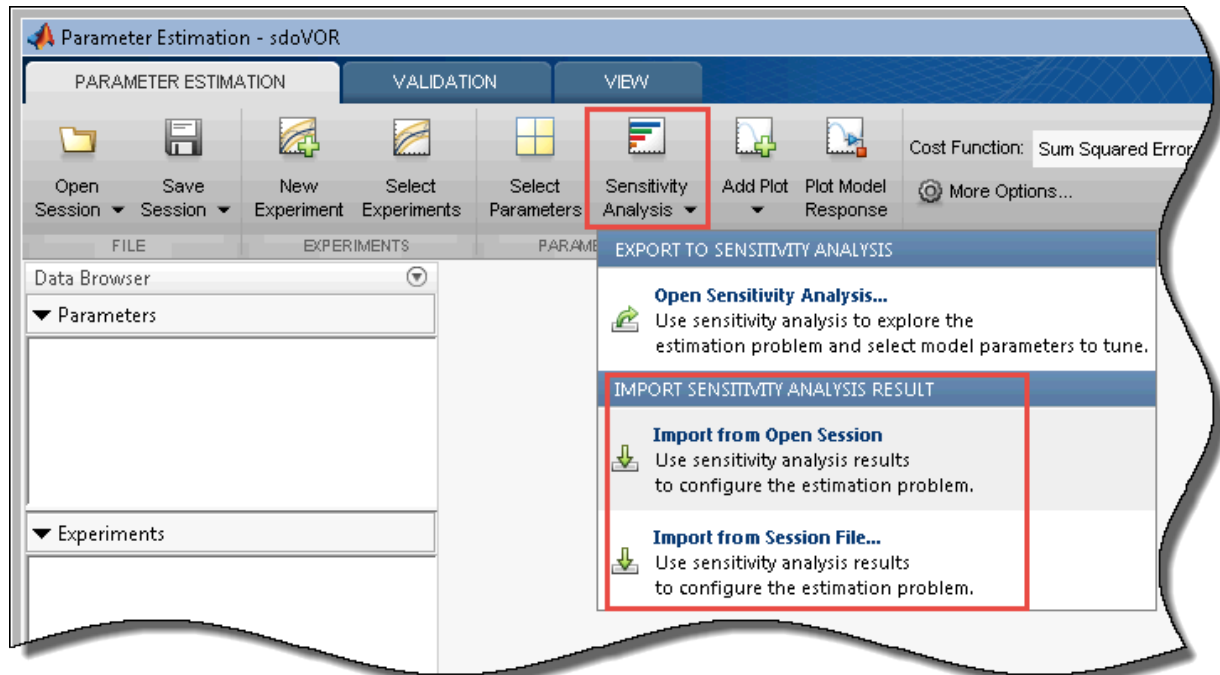 Parameter Estimation - sdoVOR
PARAMETER ESTIMATION VALIDATION VIEW
Open Session Save Session New Experiment Select Experiments Select Parameters Sensitivity Analysis Add Plot Plot Model Response
Cost Function: Sum Squared Error
More Options...
FILE EXPERIMENTS PARAME
Data Browser
Parameters
Experiments
EXPORT TO SENSITIVITY ANALYSIS
Open Sensitivity Analysis...
Use sensitivity analysis to explore the
estimation problem and select model parameters to tune.
IMPORT SENSITIVITY ANALYSIS RESULT
Import from Open Session
Use sensitivity analysis results
to configure the estimation problem.
Import from Session File...
Use sensitivity analysis results
to configure the estimation problem.